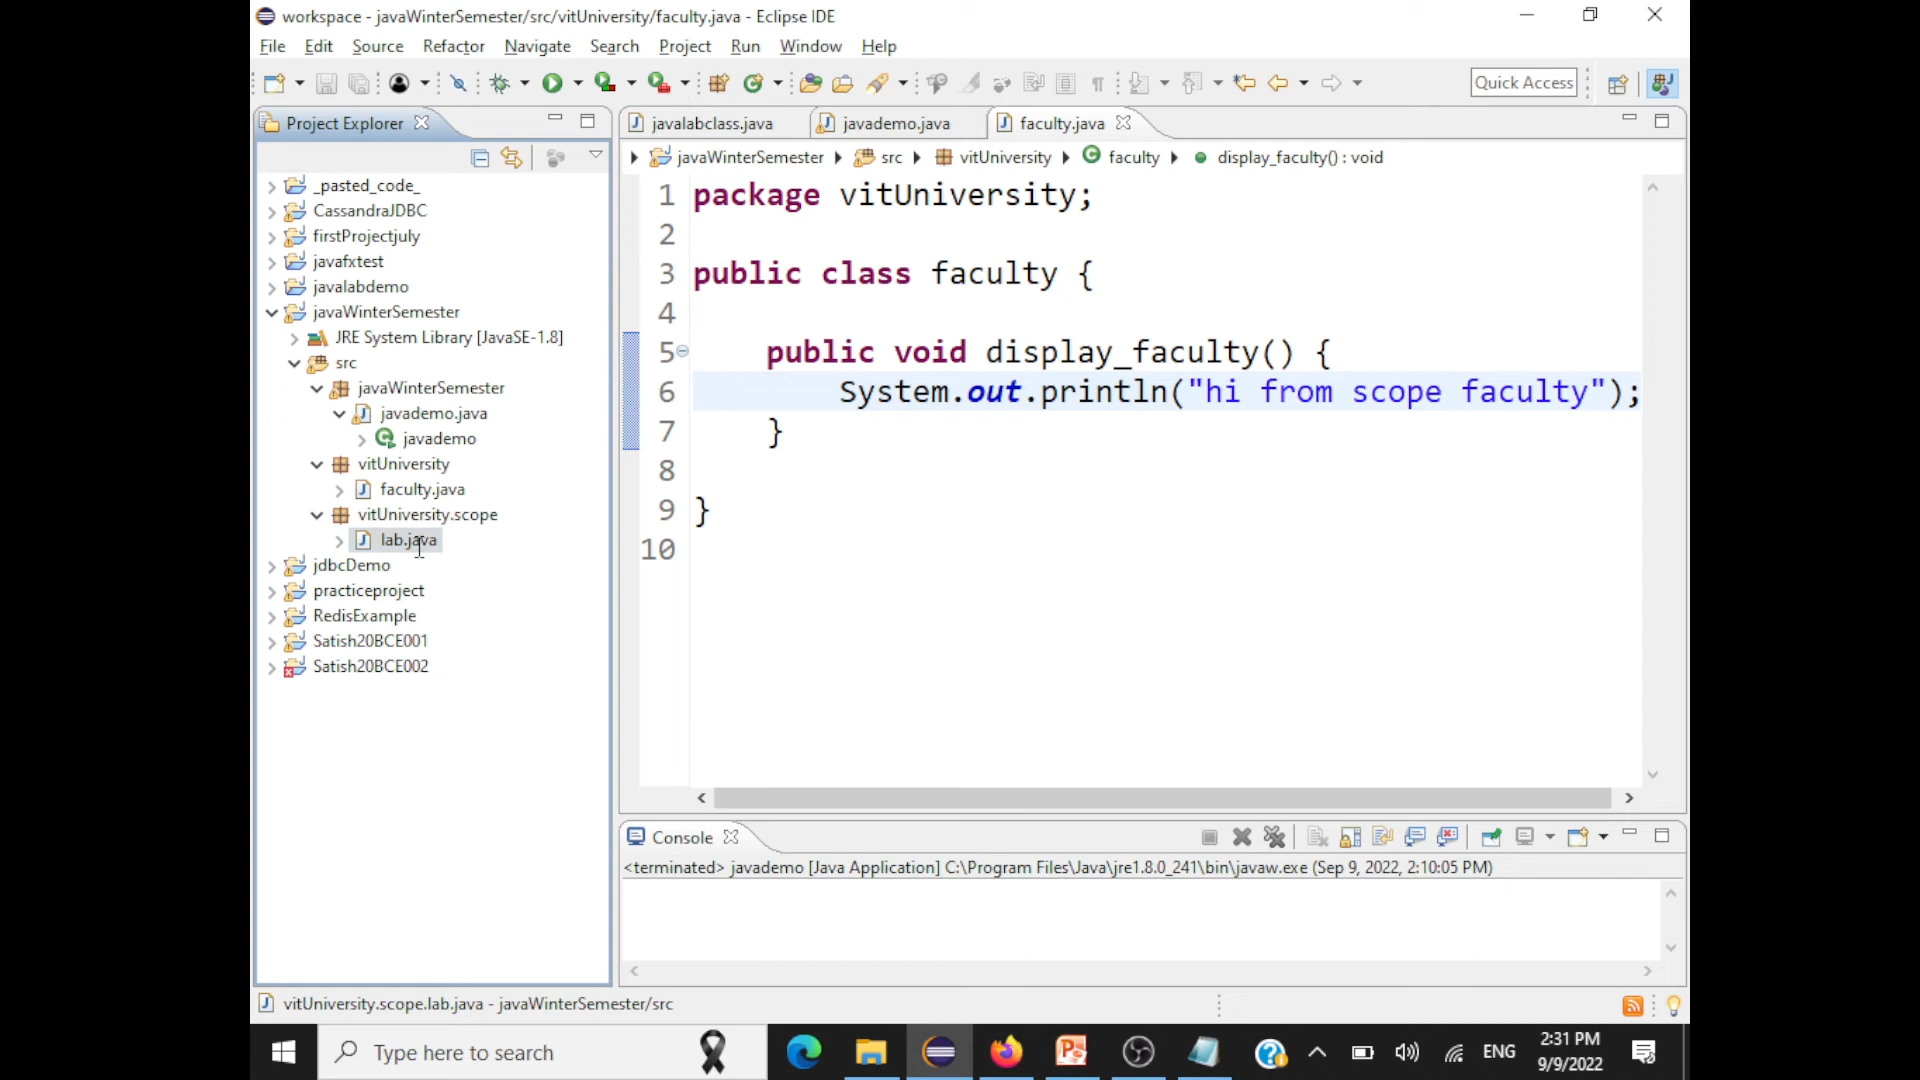 workspace - javaWinterSemester/src/vitUniversity/faculty.java - Eclipse IDE
File Edit Source Refactor Navigate Search Project Run Window Help
Quick Access
Project Explorer
javalabclass.java javademo.java faculty.java
javaWinterSemester src vitUniversity faculty display_faculty() : void
_pasted_code_
CassandraJDBC
firstProjectjuly
javafxtest
javalabdemo
javaWinterSemester
JRE System Library [JavaSE-1.8]
src
javaWinterSemester
javademo.java
javademo
vitUniversity
faculty.java
vitUniversity.scope
lab.java
jdbcDemo
practiceproject
RedisExample
Satish20BCE001
Satish20BCE002
1 package vitUniversity;
2
3 public class faculty {
4
5 public void display_faculty() {
6 System.out.println("hi from scope faculty");
7 }
8
9 }
10
Console
<terminated> javademo [Java Application] C:\Program Files\Java\jre1.8.0_241\bin\javaw.exe (Sep 9, 2022, 2:10:05 PM)
vitUniversity.scope.lab.java - javaWinterSemester/src
Type here to search
ENG
2:31 PM
9/9/2022